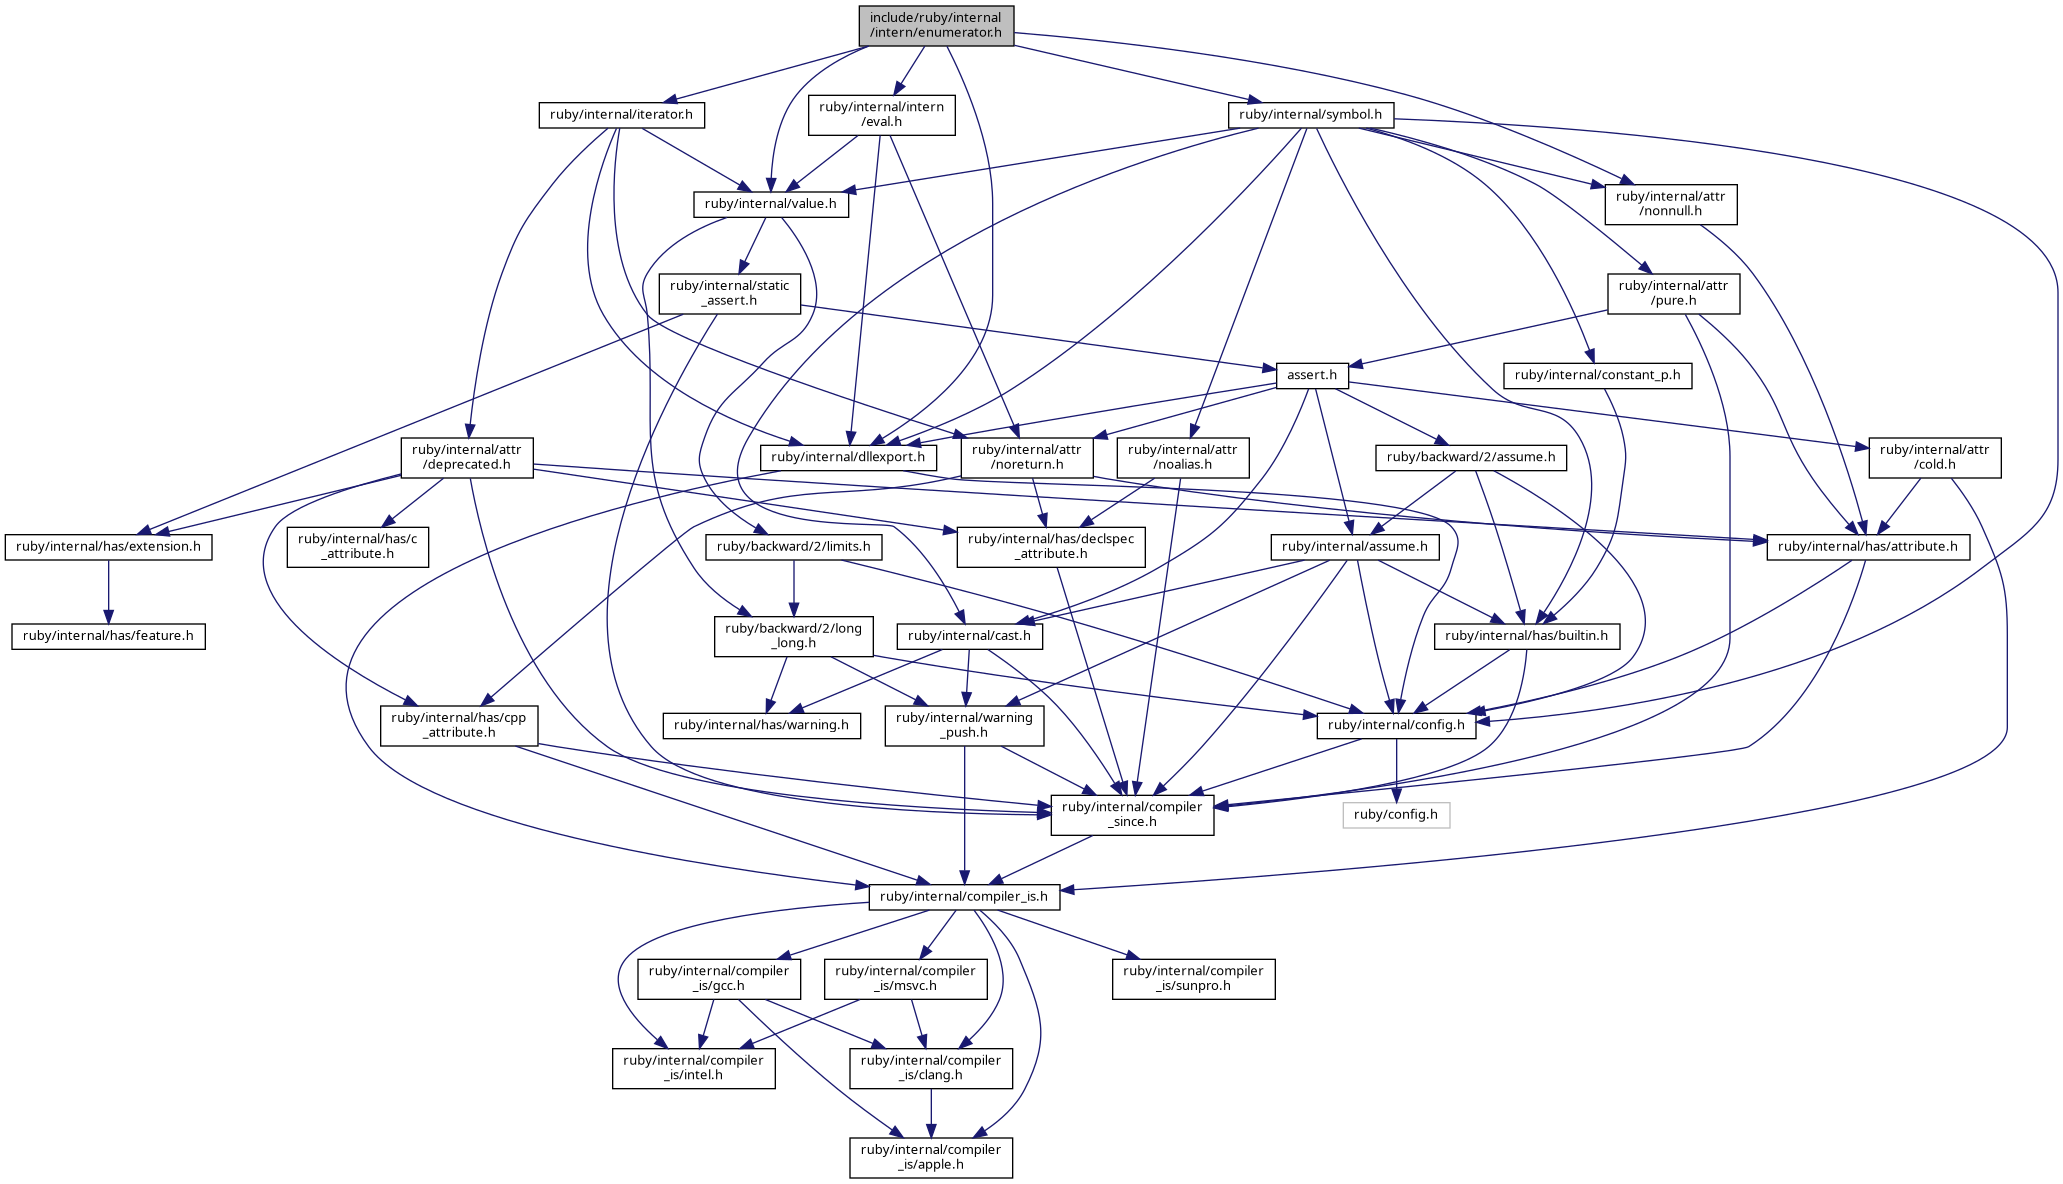 include/ruby/internal
/intern/enumerator.h
ruby/internal/iterator.h
ruby/internal/intern
/eval.h
ruby/internal/symbol.h
ruby/internal/value.h
ruby/internal/attr
/nonnull.h
ruby/internal/static
_assert.h
ruby/internal/attr
/pure.h
assert.h
ruby/internal/constant_p.h
ruby/internal/attr
/deprecated.h
ruby/internal/dllexport.h
ruby/internal/attr
/noreturn.h
ruby/internal/attr
/noalias.h
ruby/backward/2/assume.h
ruby/internal/attr
/cold.h
ruby/internal/has/extension.h
ruby/internal/has/c
_attribute.h
ruby/backward/2/limits.h
ruby/internal/has/declspec
_attribute.h
ruby/internal/assume.h
ruby/internal/has/attribute.h
ruby/internal/has/feature.h
ruby/backward/2/long
_long.h
ruby/internal/cast.h
ruby/internal/has/builtin.h
ruby/internal/has/cpp
_attribute.h
ruby/internal/has/warning.h
ruby/internal/warning
_push.h
ruby/internal/config.h
ruby/internal/compiler
_since.h
ruby/config.h
ruby/internal/compiler_is.h
ruby/internal/compiler
_is/gcc.h
ruby/internal/compiler
_is/msvc.h
ruby/internal/compiler
_is/sunpro.h
ruby/internal/compiler
_is/intel.h
ruby/internal/compiler
_is/clang.h
ruby/internal/compiler
_is/apple.h